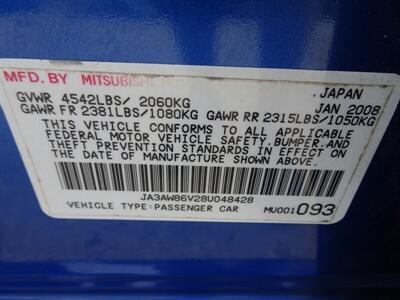 MFD. BY MITSUBISHI JAPAN
GVWR 4542LBS/ 2060KG JAN 2008
GAWR FR 2381LBS/1080KG GAWR RR 2315LBS/1050KG
THIS VEHICLE CONFORMS TO ALL APPLICABLE
FEDERAL MOTOR VEHICLE SAFETY,BUMPER,AND
THEFT PREVENTION STANDARDS IN EFFECT ON
THE DATE OF MANUFACTURE SHOWN ABOVE.
JA3AW86V28U048428
VEHICLE TYPE:PASSENGER CAR MU001093